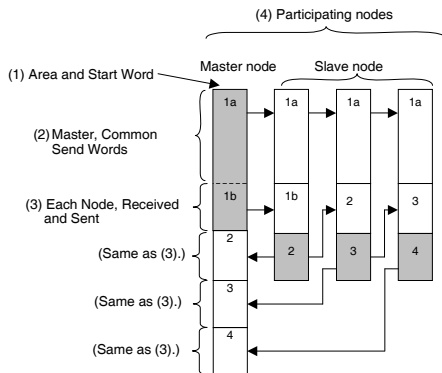 (4) Participating nodes
Master node
Slave node
(1) Area and Start Word
1a
1a
1a
1a
(2) Master, Common
Send Words
1b
1b
2
3
(3) Each Node, Received
and Sent
2
2
3
4
(Same as (3).)
3
(Same as (3).)
4
(Same as (3).)